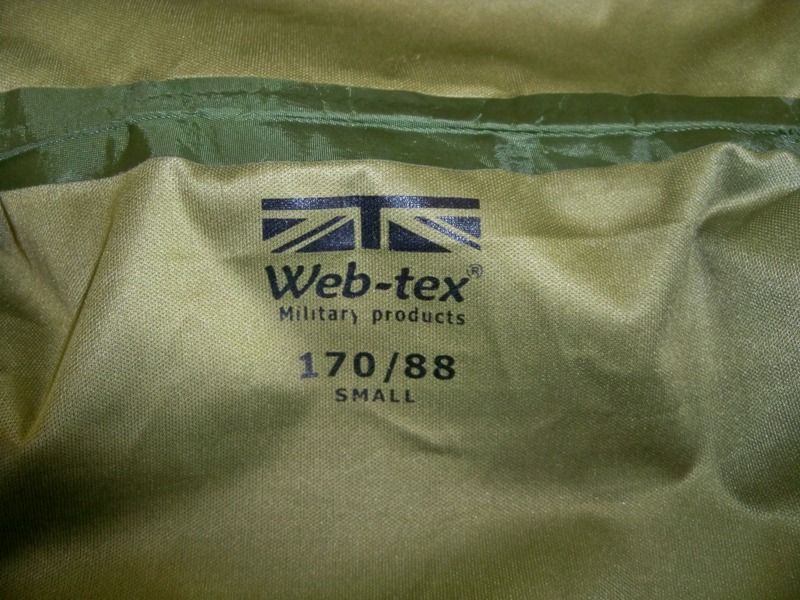 Web-tex®
Military products
170/88
SMALL